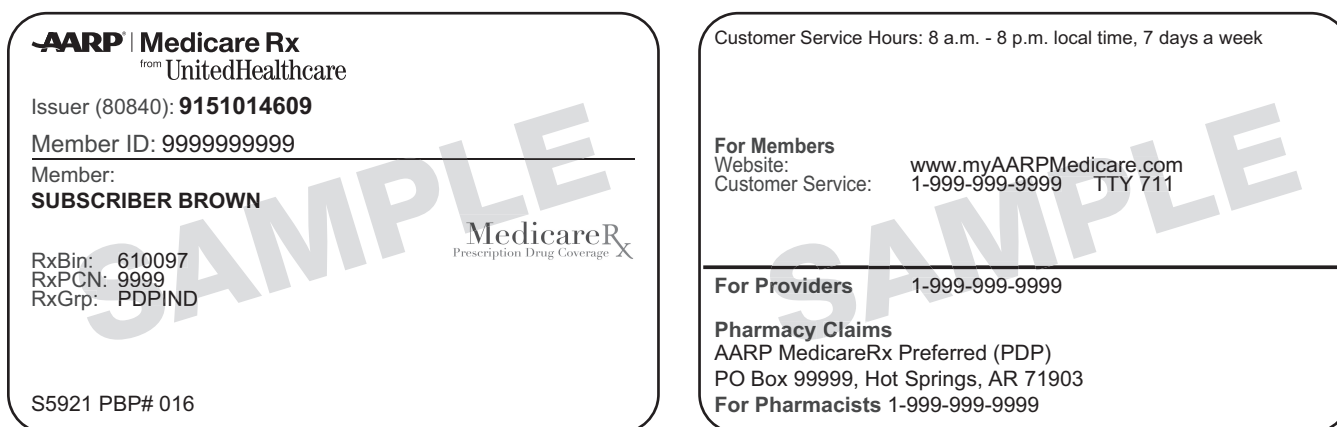 AARP | Medicare Rx
from UnitedHealthcare
Issuer (80840): 9151014609
Member ID: 9999999999
Member:
SUBSCRIBER BROWN
MedicareRx
Prescription Drug Coverage
RxBin: 610097
RxPCN: 9999
RxGrp: PDPIND
S5921 PBP# 016
SAMPLE
Customer Service Hours: 8 a.m. - 8 p.m. local time, 7 days a week
For Members
Website: www.myAARPMedicare.com
Customer Service: 1-999-999-9999 TTY 711
For Providers 1-999-999-9999
Pharmacy Claims
AARP MedicareRx Preferred (PDP)
PO Box 99999, Hot Springs, AR 71903
For Pharmacists 1-999-999-9999
SAMPLE